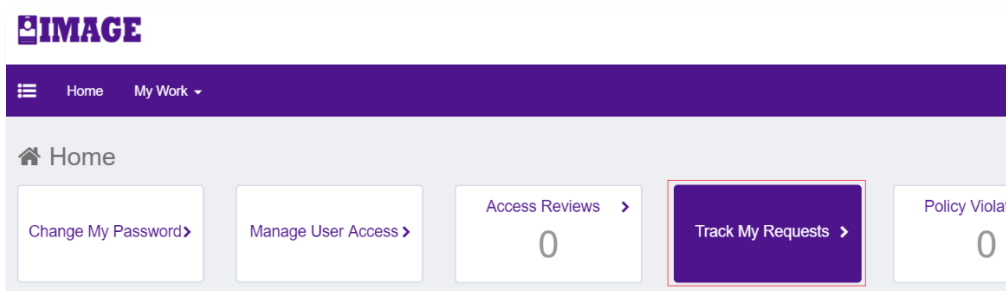 IMAGE
Home My Work
Home
Change My Password
Manage User Access
Access Reviews
0
Track My Requests
Policy Viola
0